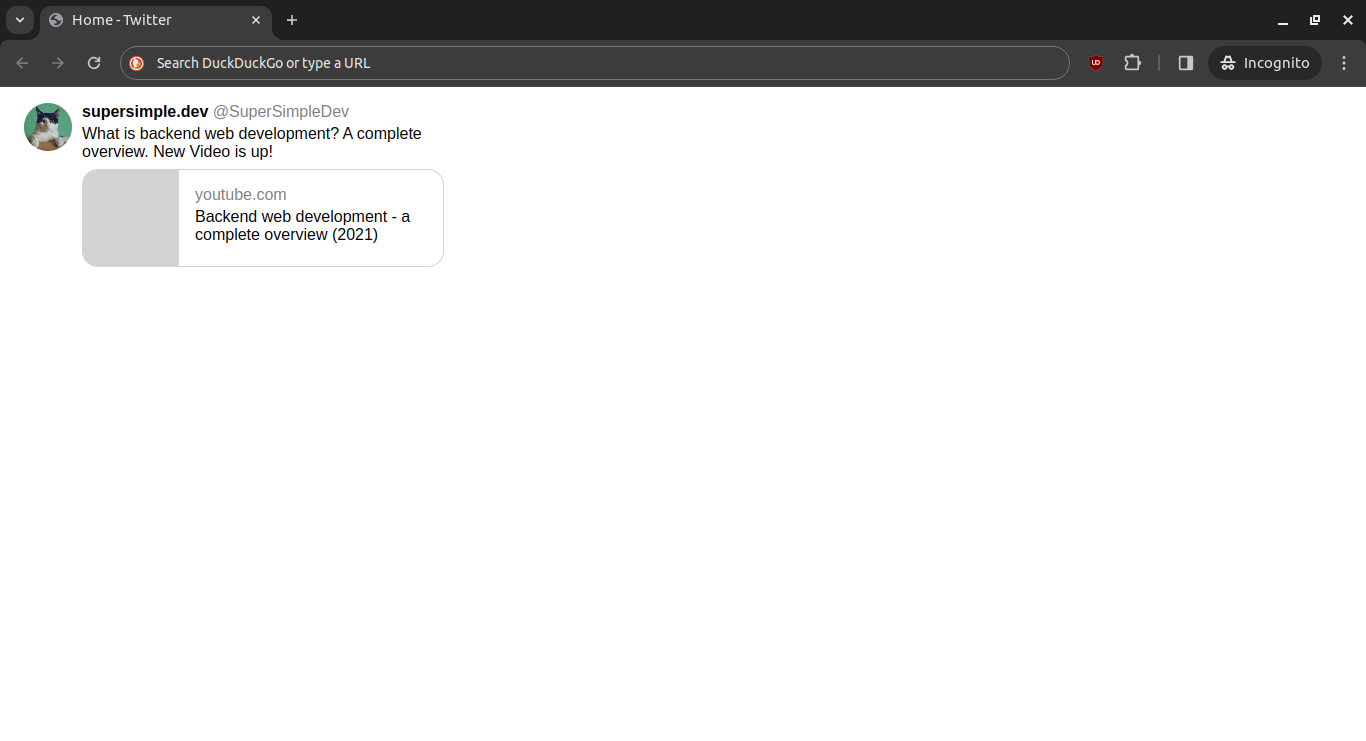 Home - Twitter
Search DuckDuckGo or type a URL
Incognito
supersimple.dev @SuperSimpleDev
What is backend web development? A complete
overview. New Video is up!
youtube.com
Backend web development - a
complete overview (2021)